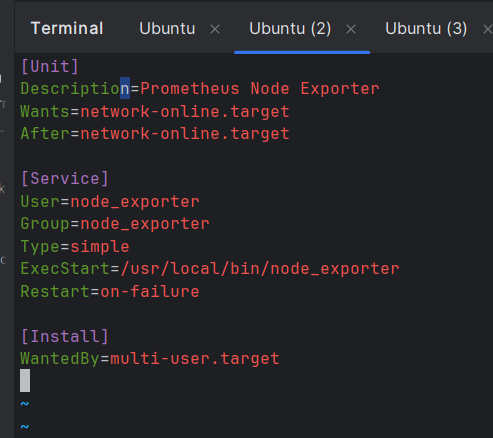 Terminal
Ubuntu ×
Ubuntu (2) ×
Ubuntu (3) ×
[Unit]
Description=Prometheus Node Exporter
Wants=network-online.target
After=network-online.target
[Service]
User=node_exporter
Group=node_exporter
Type=simple
ExecStart=/usr/local/bin/node_exporter
Restart=on-failure
[Install]
WantedBy=multi-user.target
~
~